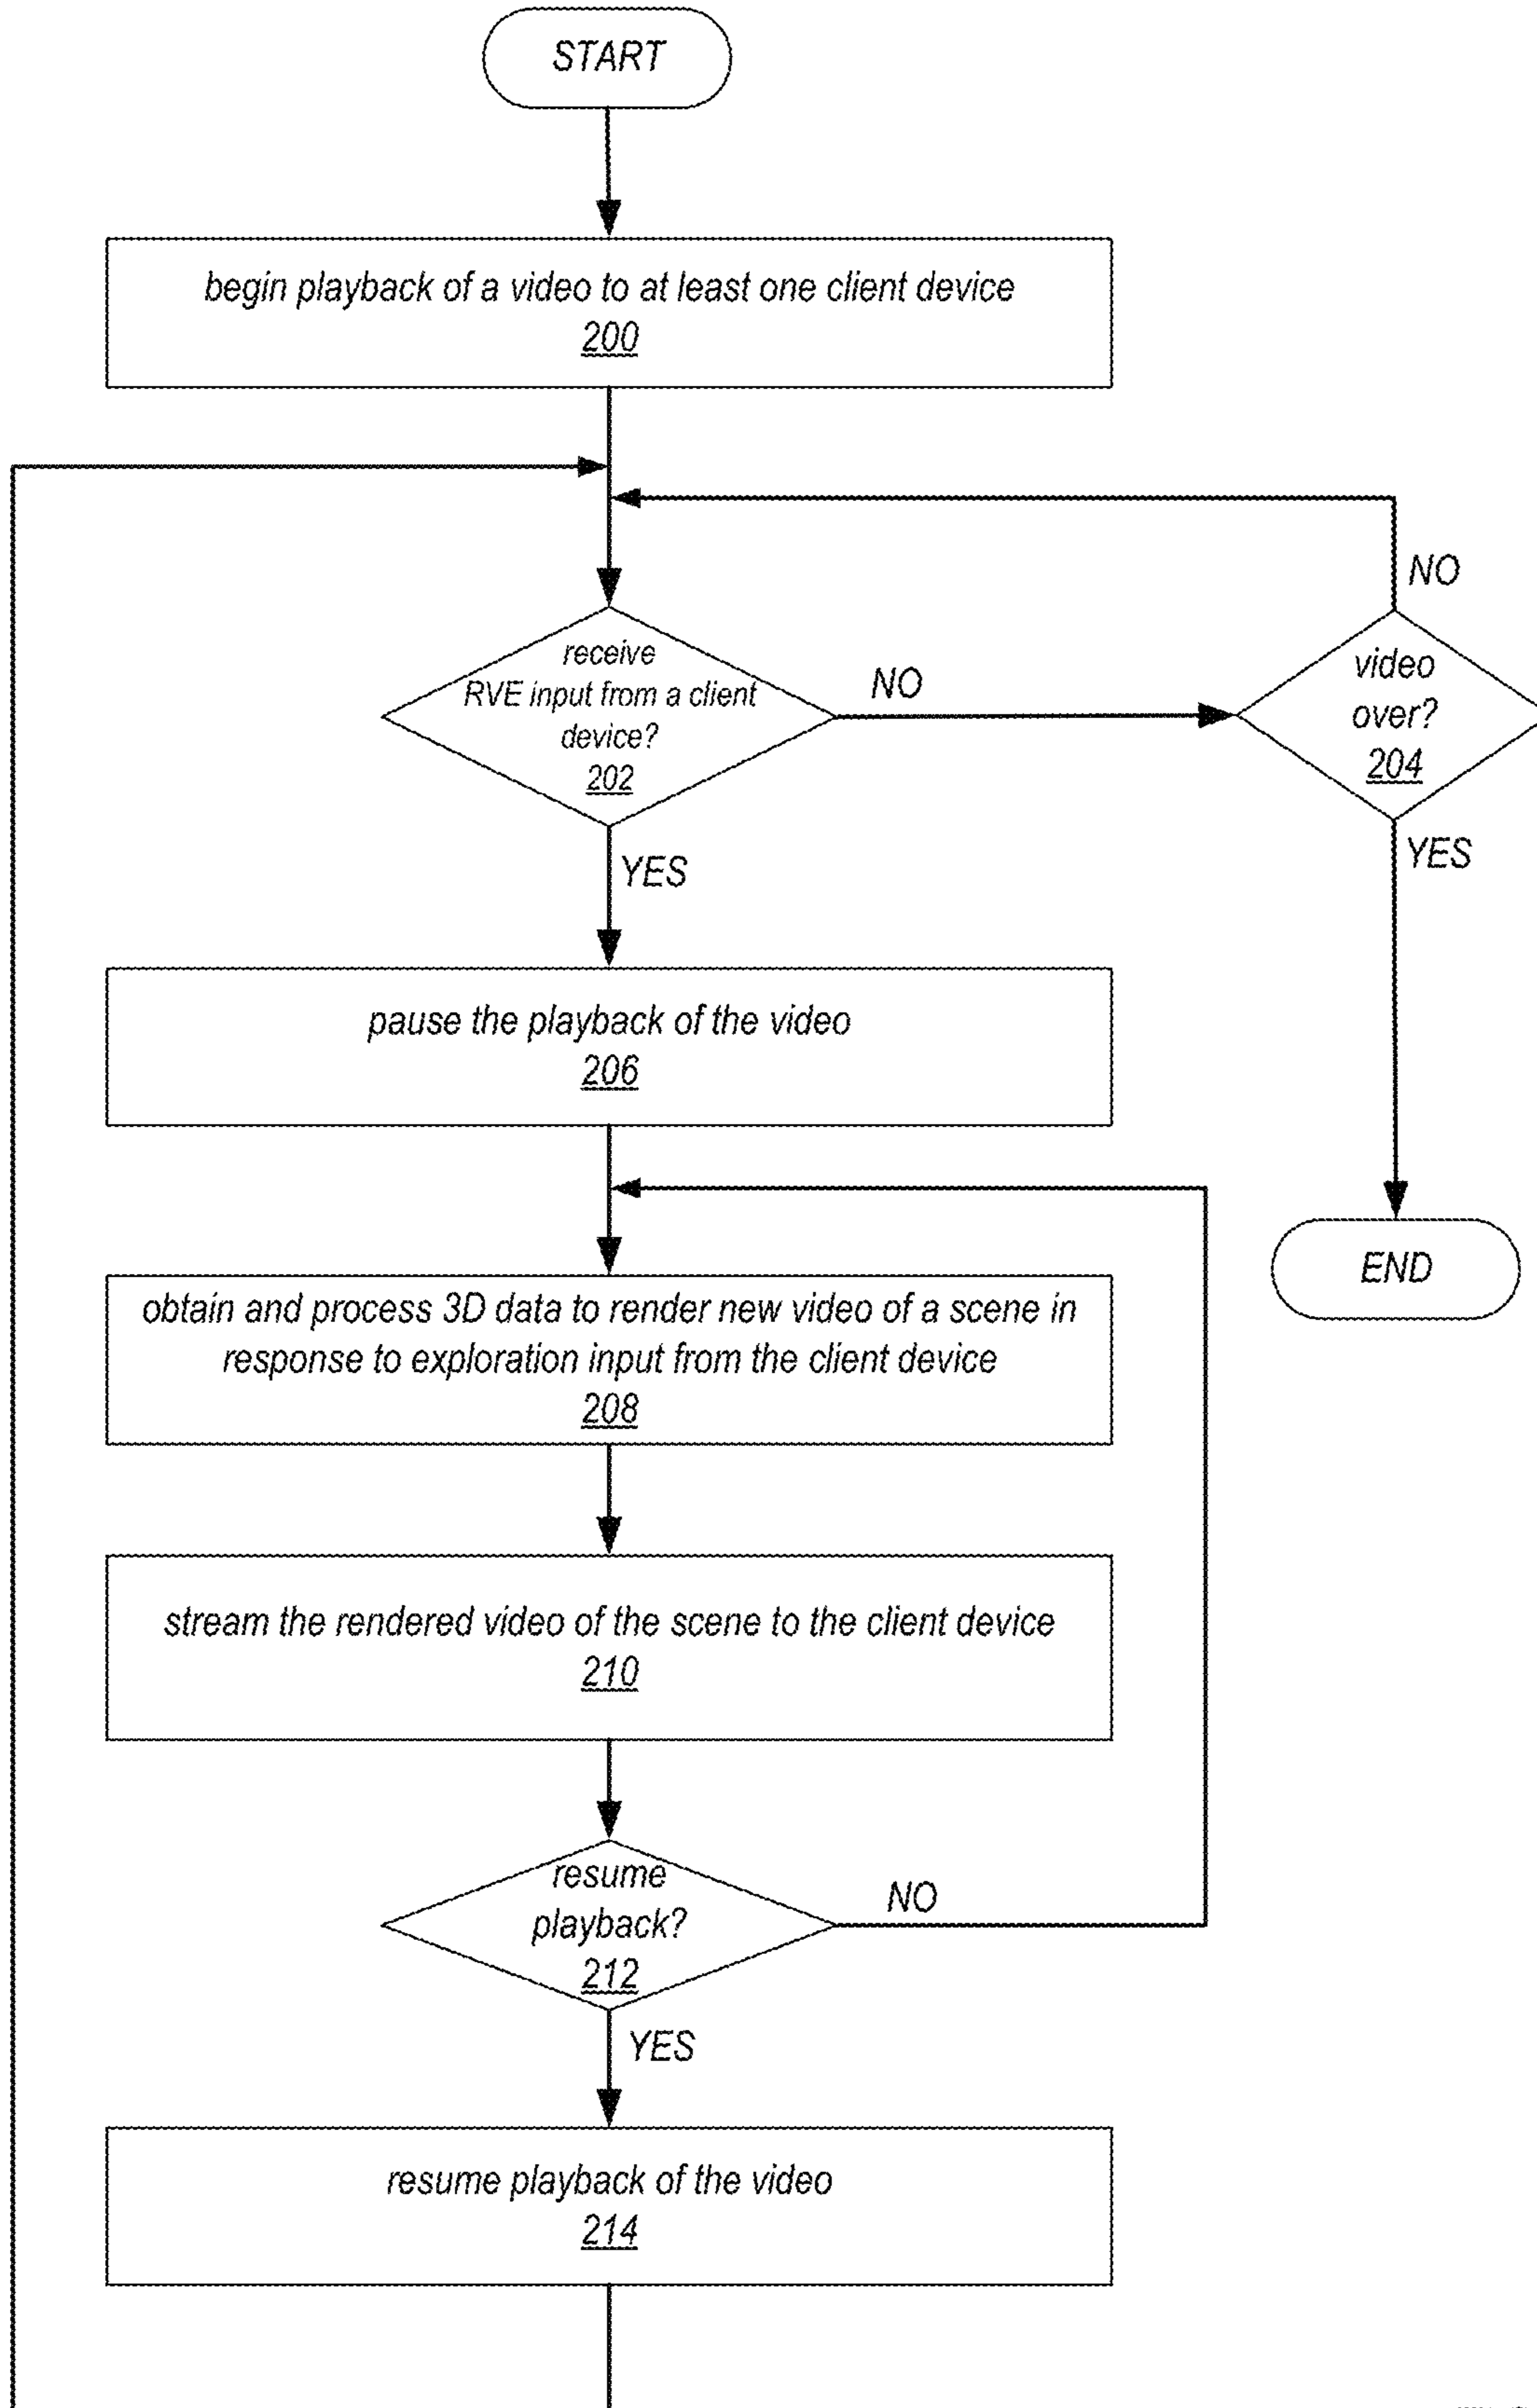 START
begin playback of a video to at least one client device
200
NO
receive
RVE input from a client
device?
202
NO
video
over?
204
YES
YES
pause the playback of the video
206
END
obtain and process 3D data to render new video of a scene in
response to exploration input from the client device
208
stream the rendered video of the scene to the client device
210
resume
playback?
212
NO
YES
resume playback of the video
214